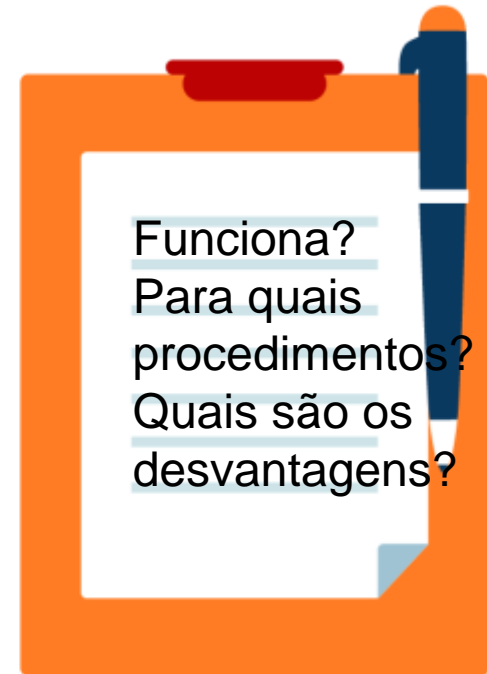 Funciona?
Para quais
procedimentos?
Quais são os
desvantagens?